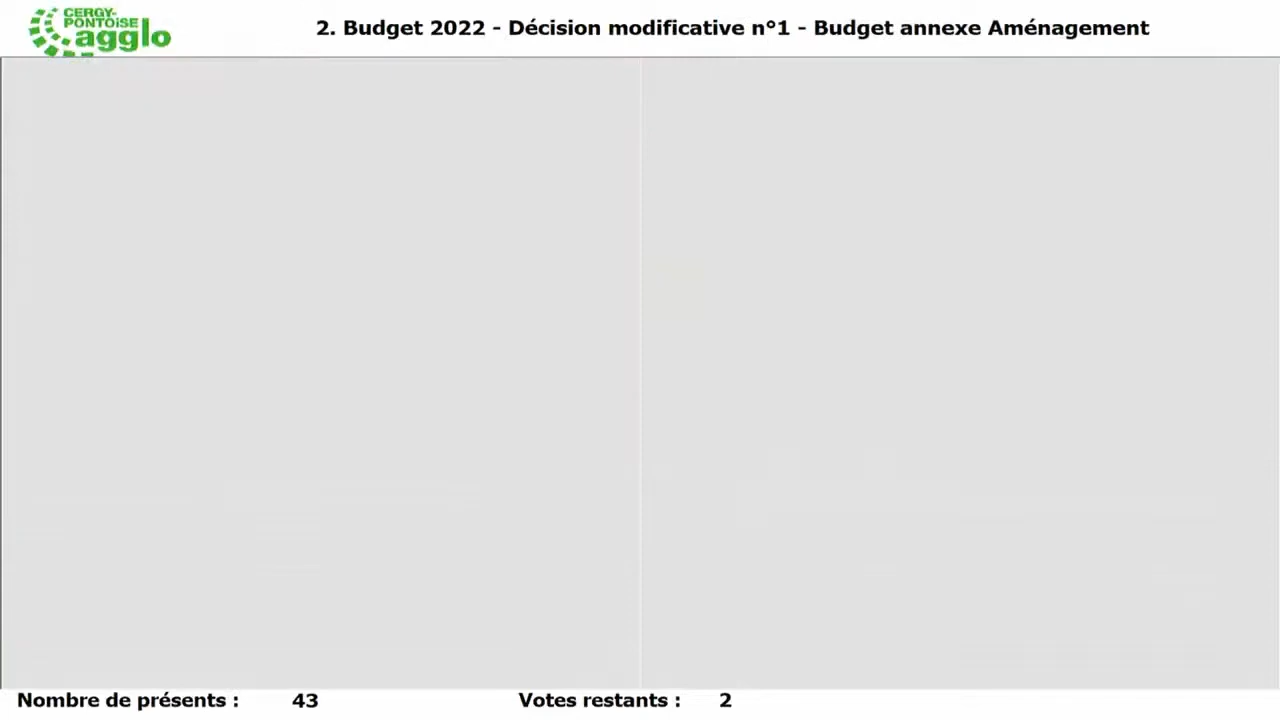 CERGY-
PONTOISE
agglo
2. Budget 2022 - Décision modificative n°1 - Budget annexe Aménagement
Nombre de présents : 43
Votes restants : 2